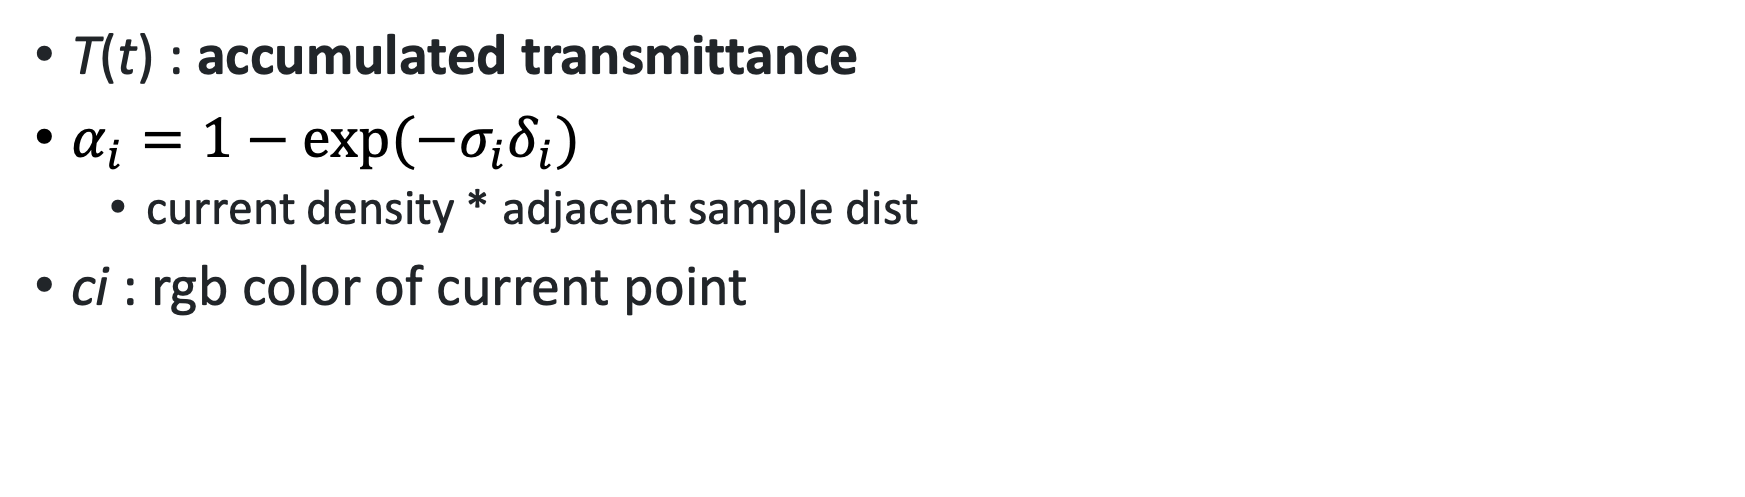 • T(t) : accumulated transmittance
• αᵢ = 1 − exp(−σᵢδᵢ)
• current density * adjacent sample dist
• ci : rgb color of current point